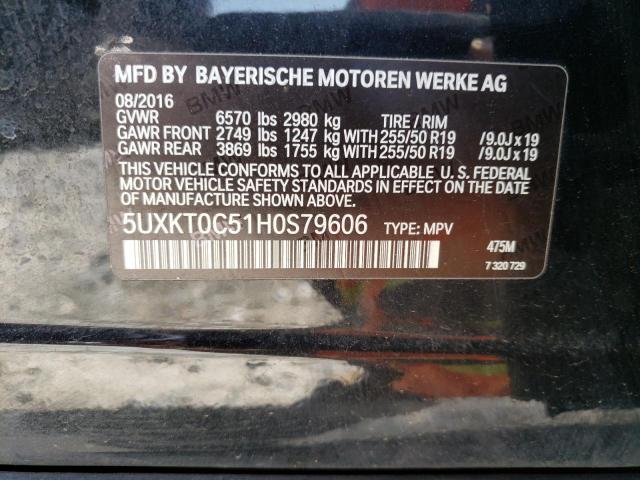 MFD BY BAYERISCHE MOTOREN WERKE AG
08/2016
GVWR 6570 lbs 2980 kg TIRE / RIM
GAWR FRONT 2749 lbs 1247 kg WITH 255/50 R19 /9.0J x 19
GAWR REAR 3869 lbs 1755 kg WITH 255/50 R19 /9.0J x 19
THIS VEHICLE CONFORMS TO ALL APPLICABLE U. S. FEDERAL
MOTOR VEHICLE SAFETY STANDARDS IN EFFECT ON THE DATE
OF MANUFACTURE SHOWN ABOVE.
5UXKT0C51H0S79606 TYPE: MPV
475M
7 320 729